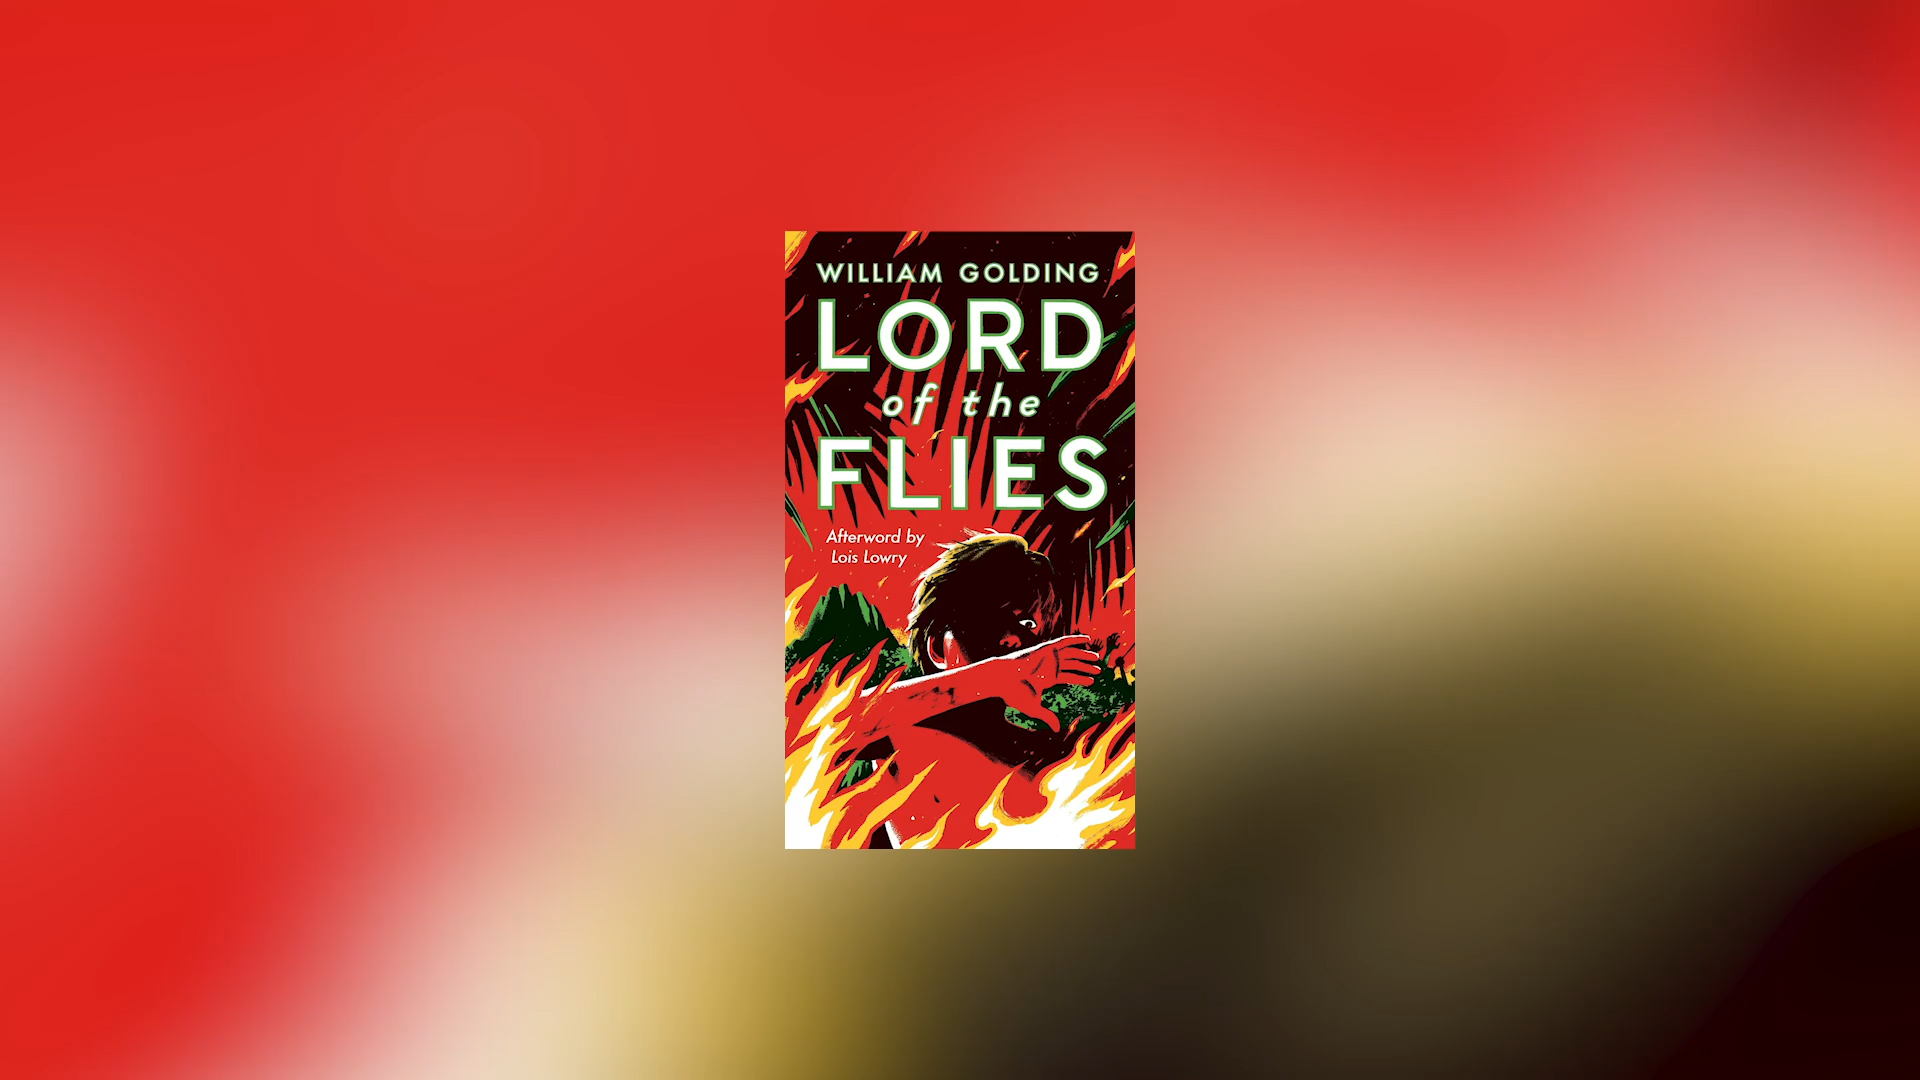 WILLIAM GOLDING
LORD
of the
FLIES
Afterword by
Lois Lowry